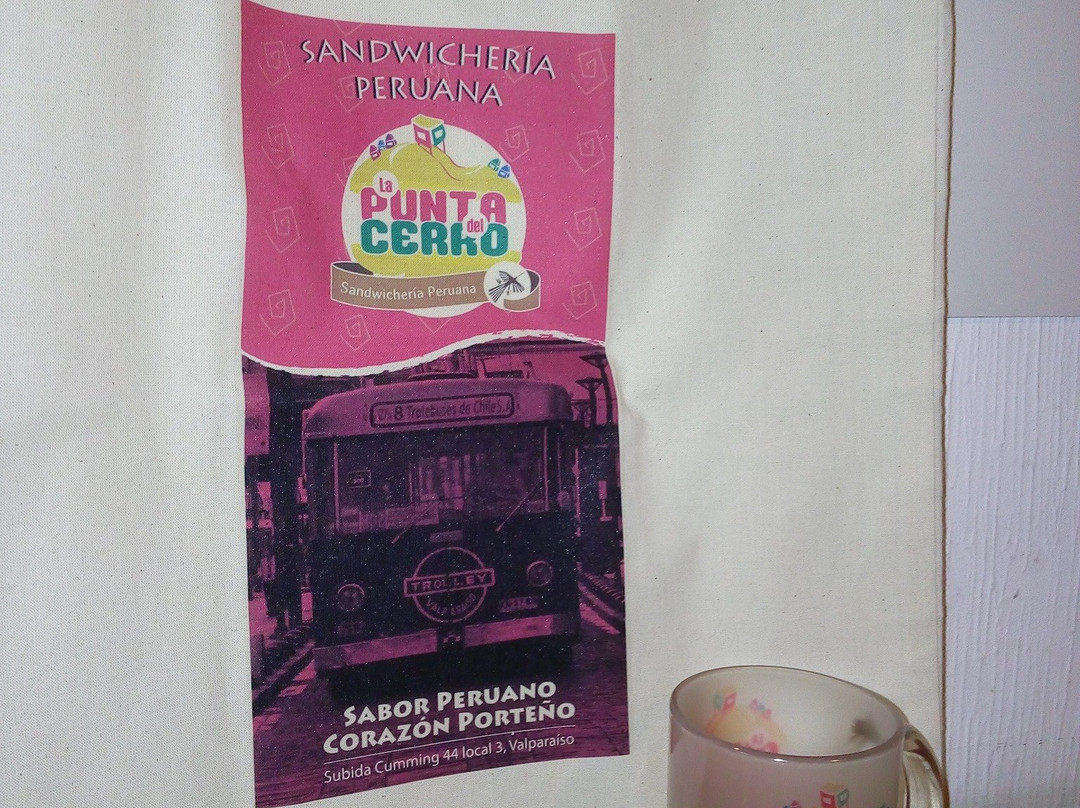 SANDWICHERÍA
PERUANA
La
PUNTA
del
CERRO
Sandwichería Peruana
8 Trolebuses de Chile S.A
TROLLEY
VALPARAISO
SABOR PERUANO
CORAZÓN PORTEÑO
Subida Cumming 44 local 3, Valparaíso